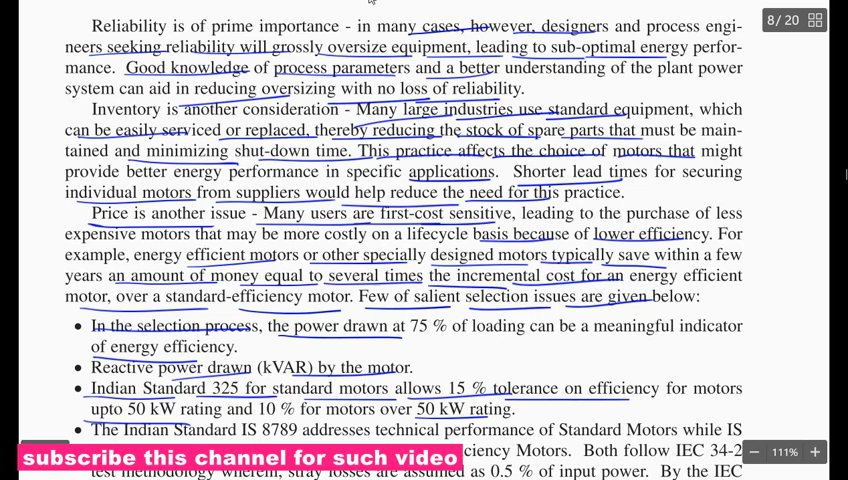 Reliability is of prime importance - in many cases, however, designers and process engi-
neers seeking reliability will grossly oversize equipment, leading to sub-optimal energy perfor-
mance. Good knowledge of process parameters and a better understanding of the plant power
system can aid in reducing oversizing with no loss of reliability.
Inventory is another consideration - Many large industries use standard equipment, which
can be easily serviced or replaced, thereby reducing the stock of spare parts that must be main-
tained and minimizing shut-down time. This practice affects the choice of motors that might
provide better energy performance in specific applications. Shorter lead times for securing
individual motors from suppliers would help reduce the need for this practice.
Price is another issue - Many users are first-cost sensitive, leading to the purchase of less
expensive motors that may be more costly on a lifecycle basis because of lower efficiency. For
example, energy efficient motors or other specially designed motors typically save within a few
years an amount of money equal to several times the incremental cost for an energy efficient
motor, over a standard-efficiency motor. Few of salient selection issues are given below:
• In the selection process, the power drawn at 75 % of loading can be a meaningful indicator
of energy efficiency.
• Reactive power drawn (kVAR) by the motor.
• Indian Standard 325 for standard motors allows 15 % tolerance on efficiency for motors
upto 50 kW rating and 10 % for motors over 50 kW rating.
• The Indian Standard IS 8789 addresses technical performance of Standard Motors while IS
ciency Motors. Both follow IEC 34-2
test methodology wherein, stray losses are assumed as 0.5 % of input power. By the IEC
8 / 20
111%
subscribe this channel for such video